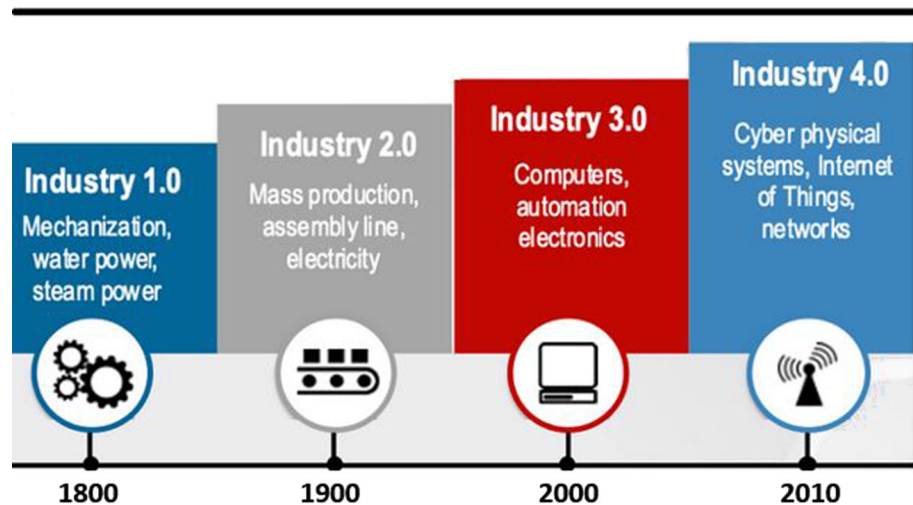 Industry 1.0
Mechanization,
water power,
steam power
Industry 2.0
Mass production,
assembly line,
electricity
Industry 3.0
Computers,
automation
electronics
Industry 4.0
Cyber physical
systems, Internet
of Things,
networks
1800
1900
2000
2010